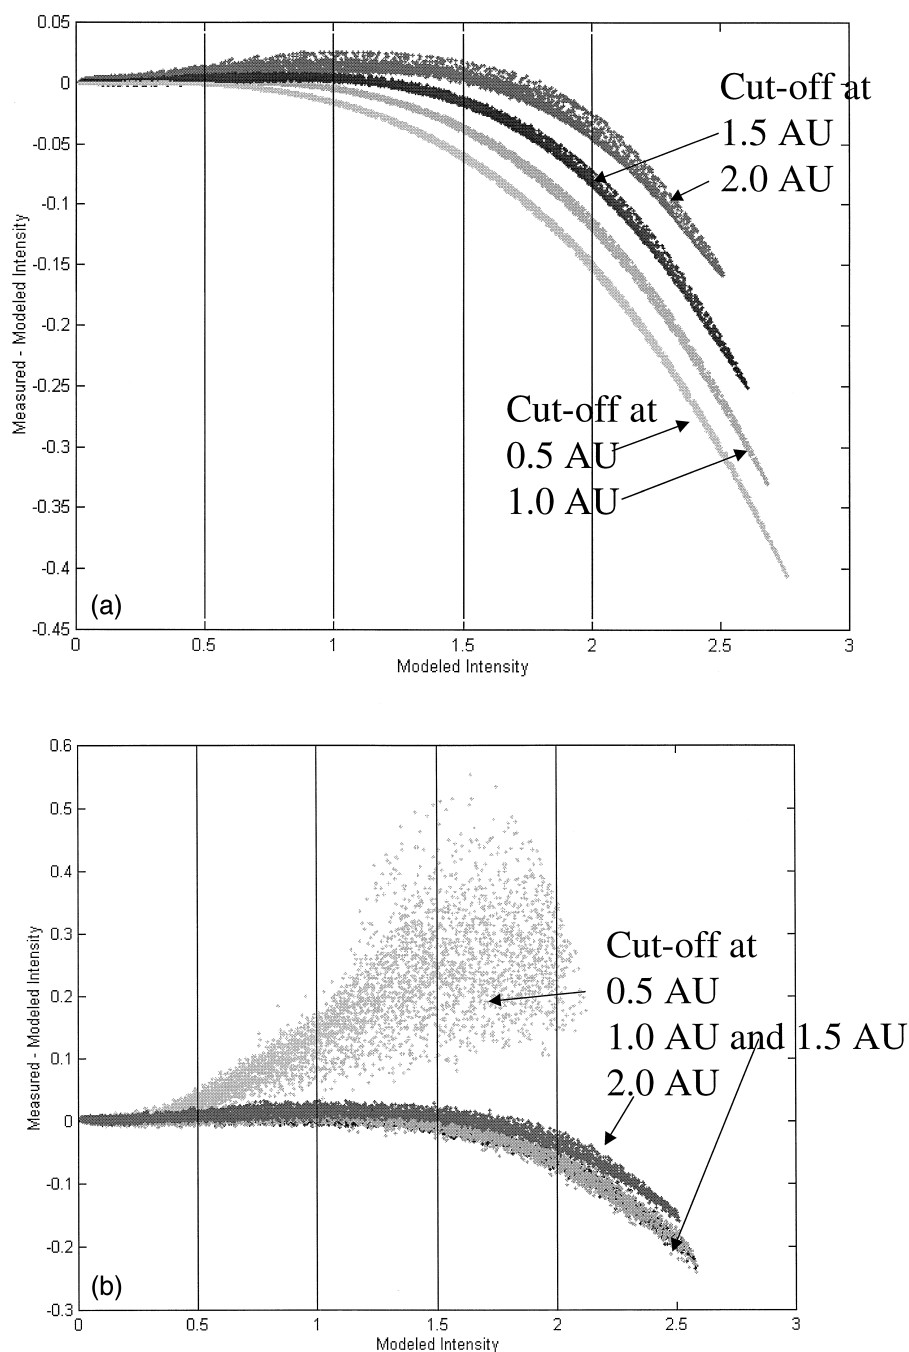 0.05
0
-0.05
-0.1
-0.15
-0.2
-0.25
-0.3
-0.35
-0.4
-0.45
Measured - Modeled Intensity
Cut-off at
1.5 AU
2.0 AU
Cut-off at
0.5 AU
1.0 AU
(a)
0 0.5 1 1.5 2 2.5 3
Modeled Intensity
0.6
0.5
0.4
0.3
0.2
0.1
0
-0.1
-0.2
-0.3
Measured - Modeled Intensity
Cut-off at
0.5 AU
1.0 AU and 1.5 AU
2.0 AU
(b)
0 0.5 1 1.5 2 2.5 3
Modeled Intensity